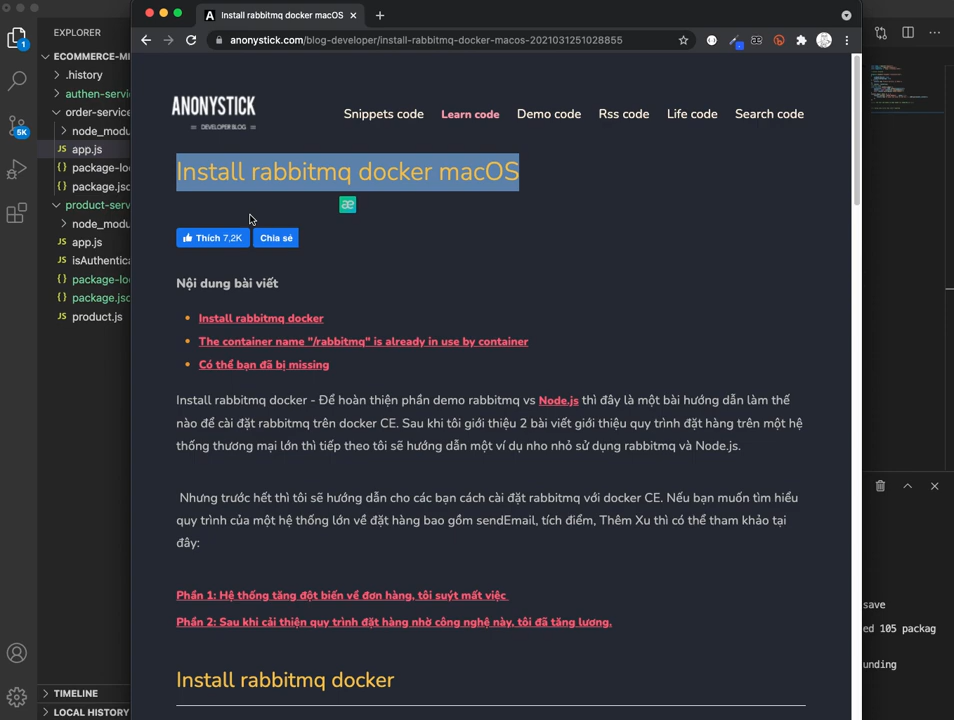 Install rabbitmq docker macOS
anonystick.com/blog-developer/install-rabbitmq-docker-macos-2021031251028855
EXPLORER
ECOMMERCE-MI
.history
authen-servi
order-service
node_modu
JS app.js
{} package-lo
{} package.jsc
product-serv
node_modu
JS app.js
JS isAuthentica
{} package-lo
{} package.jsc
JS product.js
TIMELINE
LOCAL HISTORY
1
5K
ANONYSTICK
DEVELOPER BLOG
Snippets code
Learn code
Demo code
Rss code
Life code
Search code
Install rabbitmq docker macOS
æ
Thích 7,2K
Chia sẻ
Nội dung bài viết
Install rabbitmq docker
The container name "/rabbitmq" is already in use by container
Có thể bạn đã bị missing
Install rabbitmq docker - Để hoàn thiện phần demo rabbitmq vs Node.js thì đây là một bài hướng dẫn làm thế
nào để cài đặt rabbitmq trên docker CE. Sau khi tôi giới thiệu 2 bài viết giới thiệu quy trình đặt hàng trên một hệ
thống thương mại lớn thì tiếp theo tôi sẽ hướng dẫn một ví dụ nho nhỏ sử dụng rabbitmq và Node.js.
Nhưng trước hết thì tôi sẽ hướng dẫn cho các bạn cách cài đặt rabbitmq với docker CE. Nếu bạn muốn tìm hiểu
quy trình của một hệ thống lớn về đặt hàng bao gồm sendEmail, tích điểm, Thêm Xu thì có thể tham khảo tại
đây:
Phần 1: Hệ thống tăng đột biến về đơn hàng, tôi suýt mất việc
Phần 2: Sau khi cải thiện quy trình đặt hàng nhờ công nghệ này, tôi đã tăng lương.
Install rabbitmq docker
save
ed 105 packag
unding